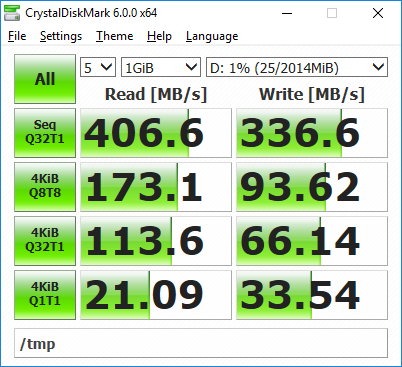 CrystalDiskMark 6.0.0 x64
File Settings Theme Help Language
All 5 1GiB D: 1% (25/2014MiB)
Read [MB/s] Write [MB/s]
Seq
Q32T1
406.6 336.6
4KiB
Q8T8
173.1 93.62
4KiB
Q32T1
113.6 66.14
4KiB
Q1T1
21.09 33.54
/tmp